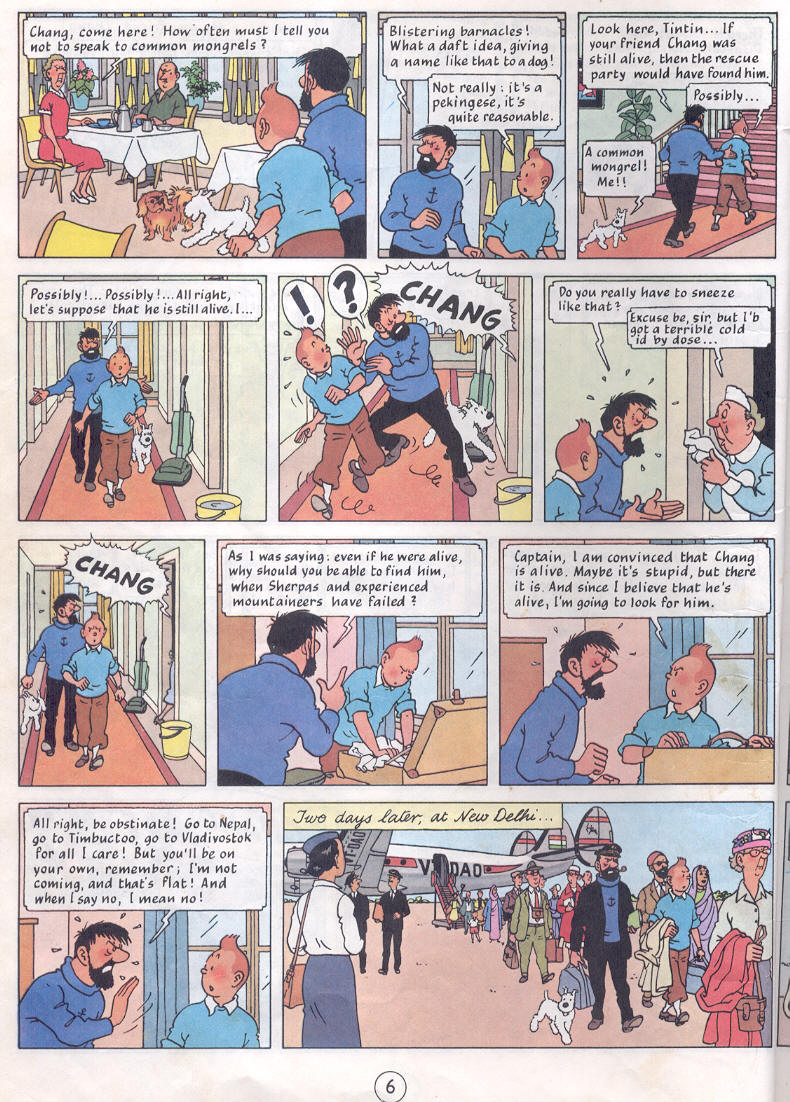 Chang, come here! How often must I tell you
not to speak to common mongrels?
Blistering barnacles!
What a daft idea, giving
a name like that to a dog!
Not really: it's a
pekingese, it's
quite reasonable.
Look here, Tintin... If
your friend Chang was
still alive, then the rescue
party would have found him.
Possibly...
A common
mongrel!
Me!!
Possibly!... Possibly!... All right,
let's suppose that he is still alive. I...
!
?
CHANG
Do you really have to sneeze
like that?
Excuse be, sir, but I'b
got a terrible cold
id by dose...
CHANG
As I was saying: even if he were alive,
why should you be able to find him,
when Sherpas and experienced
mountaineers have failed?
Captain, I am convinced that Chang
is alive. Maybe it's stupid, but there
it is. And since I believe that he's
alive, I'm going to look for him.
All right, be obstinate! Go to Nepal,
go to Timbuctoo, go to Vladivostok
for all I care! But you'll be on
your own, remember; I'm not
coming, and that's flat! And
when I say no, I mean no!
Two days later, at New Delhi...
VT-DAO
V DAO
6